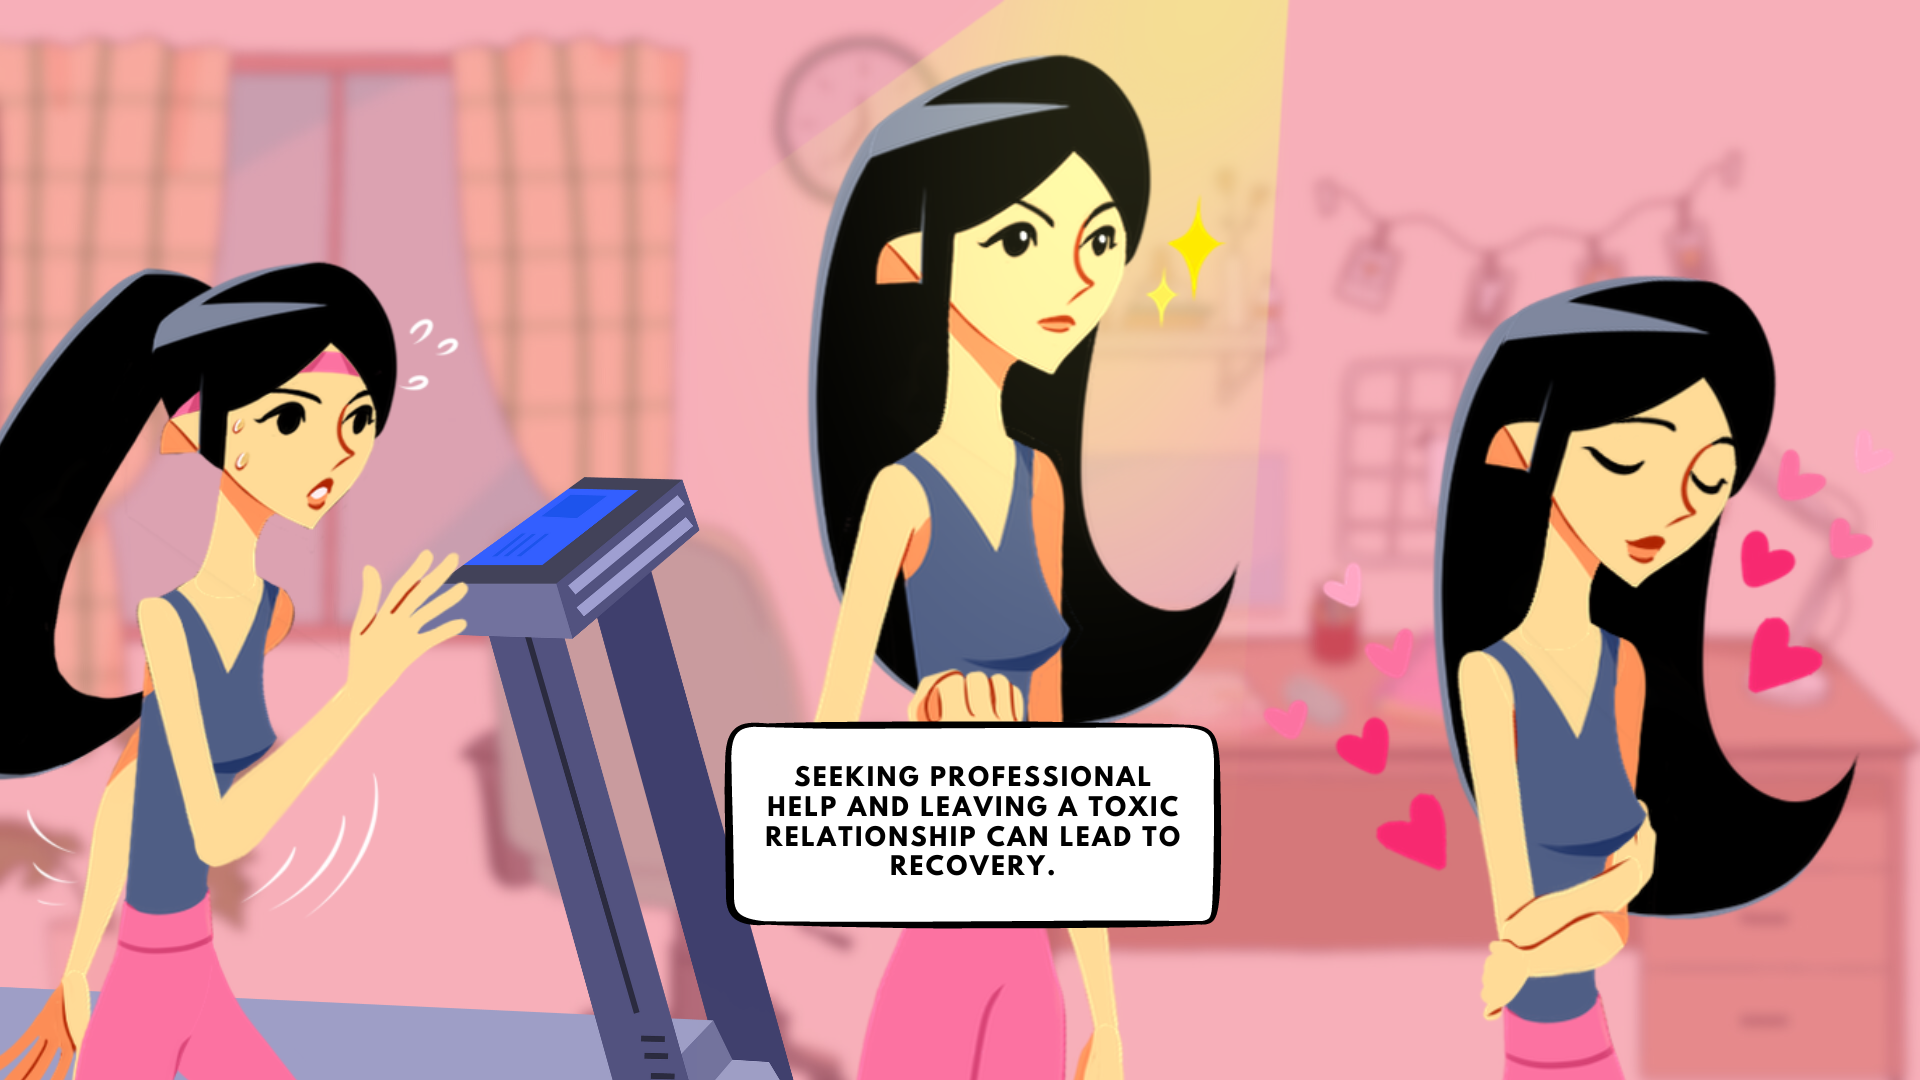 SEEKING PROFESSIONAL
HELP AND LEAVING A TOXIC
RELATIONSHIP CAN LEAD TO
RECOVERY.